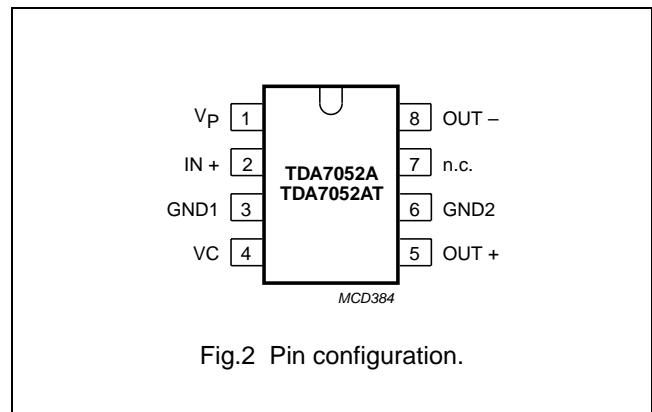 VP 1 8 OUT –
IN + 2 7 n.c.
TDA7052A
TDA7052AT
GND1 3 6 GND2
VC 4 5 OUT +
MCD384
Fig.2 Pin configuration.